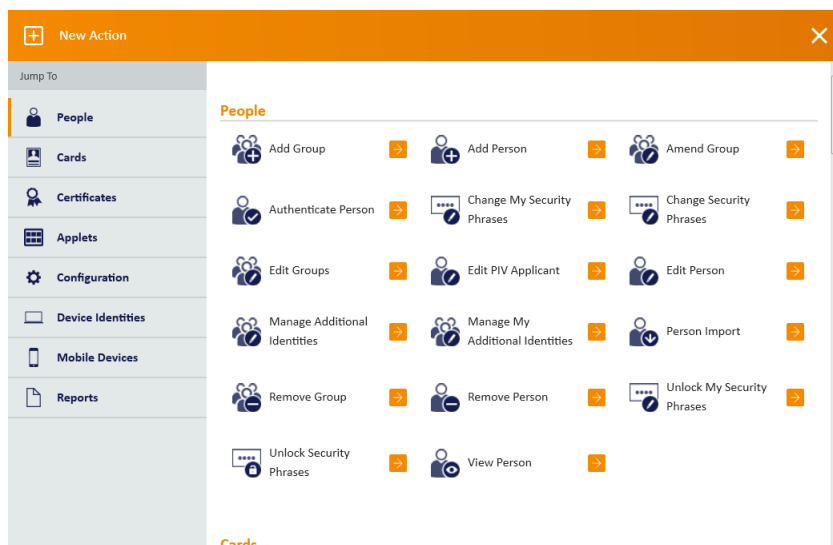 New Action
Jump To
People
Cards
Certificates
Applets
Configuration
Device Identities
Mobile Devices
Reports
People
Add Group
Add Person
Amend Group
Authenticate Person
Change My Security
Phrases
Change Security
Phrases
Edit Groups
Edit PIV Applicant
Edit Person
Manage Additional
Identities
Manage My
Additional Identities
Person Import
Remove Group
Remove Person
Unlock My Security
Phrases
Unlock Security
Phrases
View Person
Cards